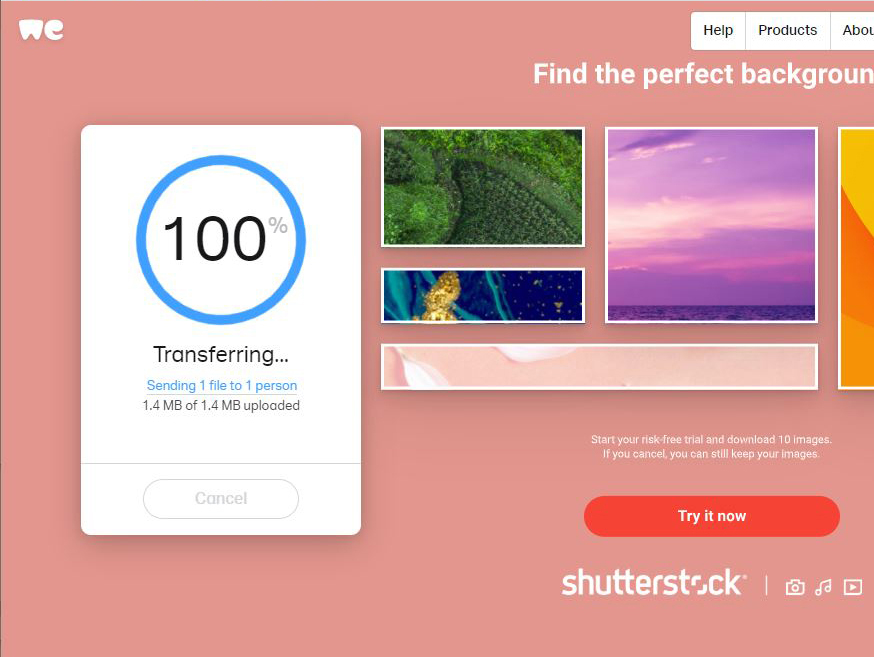 we
Help
Products
Abou
Find the perfect backgroun
100%
Transferring...
Sending 1 file to 1 person
1.4 MB of 1.4 MB uploaded
Cancel
Start your risk-free trial and download 10 images.
If you cancel, you can still keep your images.
Try it now
shutterstock